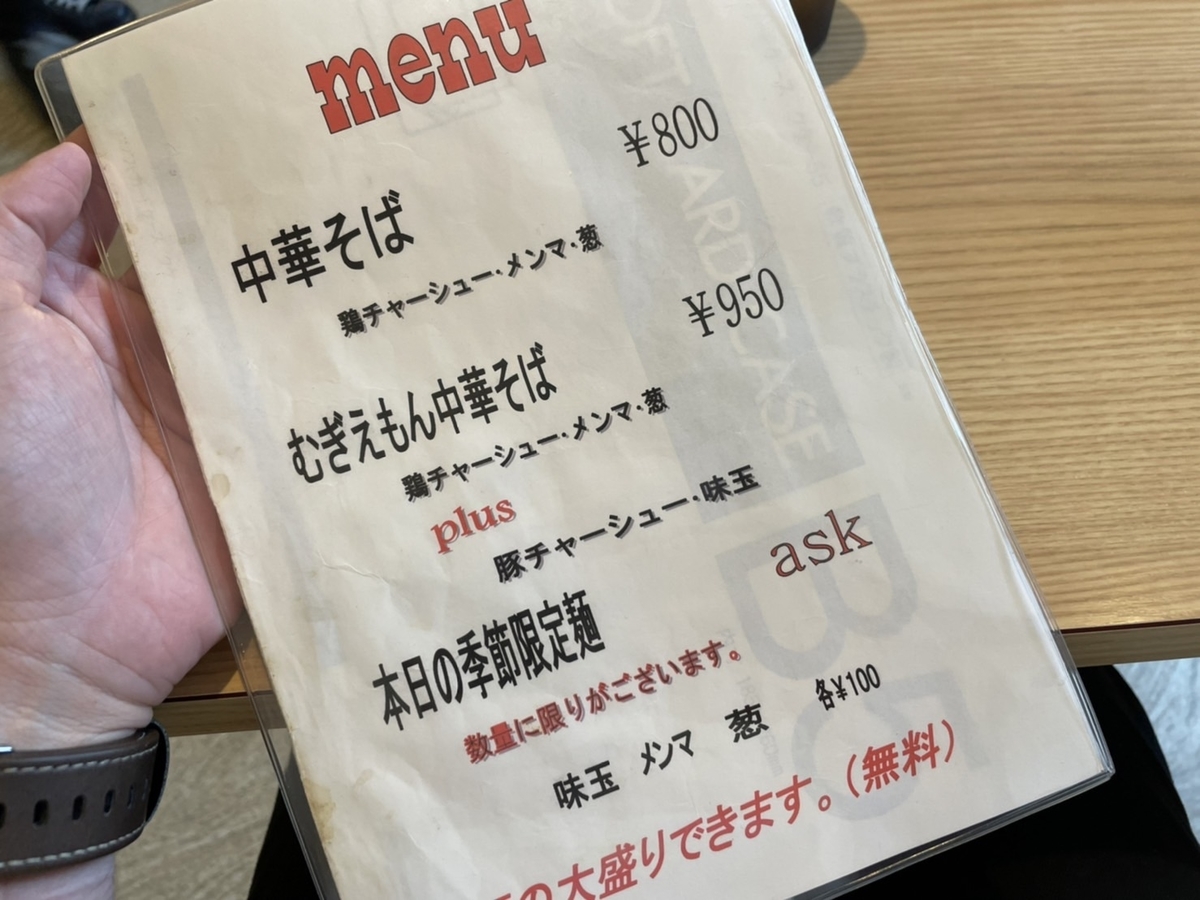 menu
¥800
中華そば
鶏チャーシュー・メンマ・葱
¥950
むぎえもん中華そば
鶏チャーシュー・メンマ・葱
plus
豚チャーシュー・味玉
ask
本日の季節限定麺
数量に限りがございます。
味玉 メンマ 葱 各¥100
の大盛りできます。(無料)